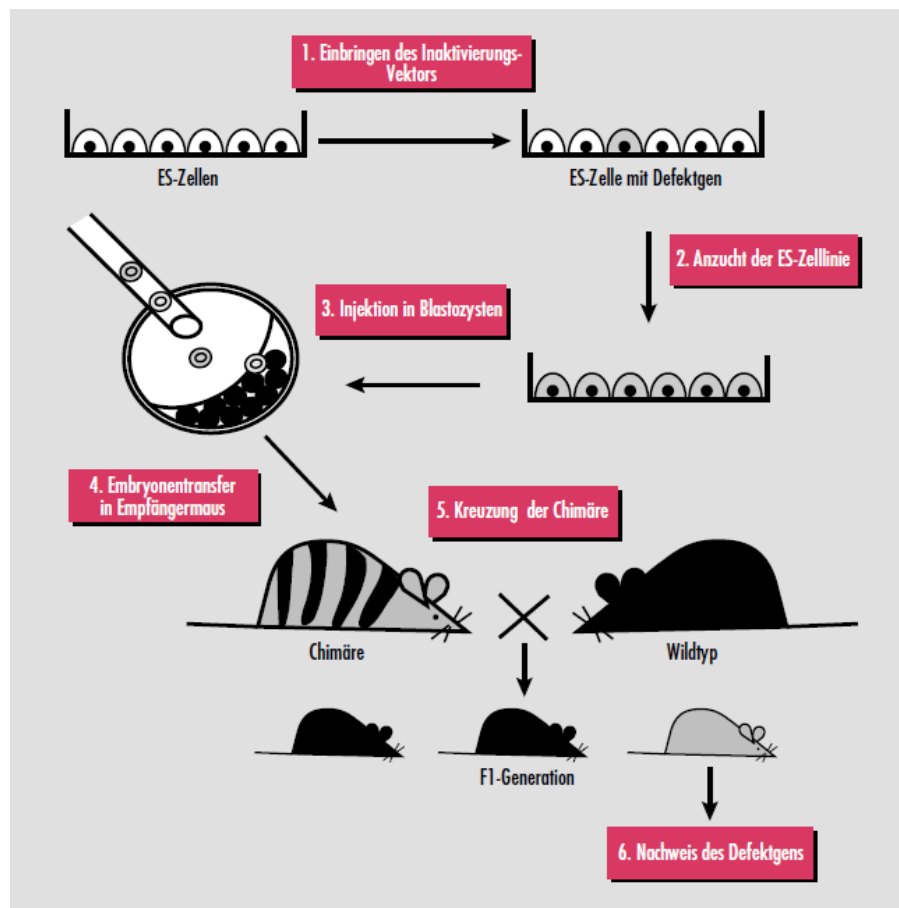 1. Einbringen des Inaktivierungs-
Vektors
ES-Zellen
ES-Zelle mit Defektgen
2. Anzucht der ES-Zelllinie
3. Injektion in Blastozysten
4. Embryonentransfer
in Empfängermaus
5. Kreuzung der Chimäre
Chimäre
Wildtyp
F1-Generation
6. Nachweis des Defektgens